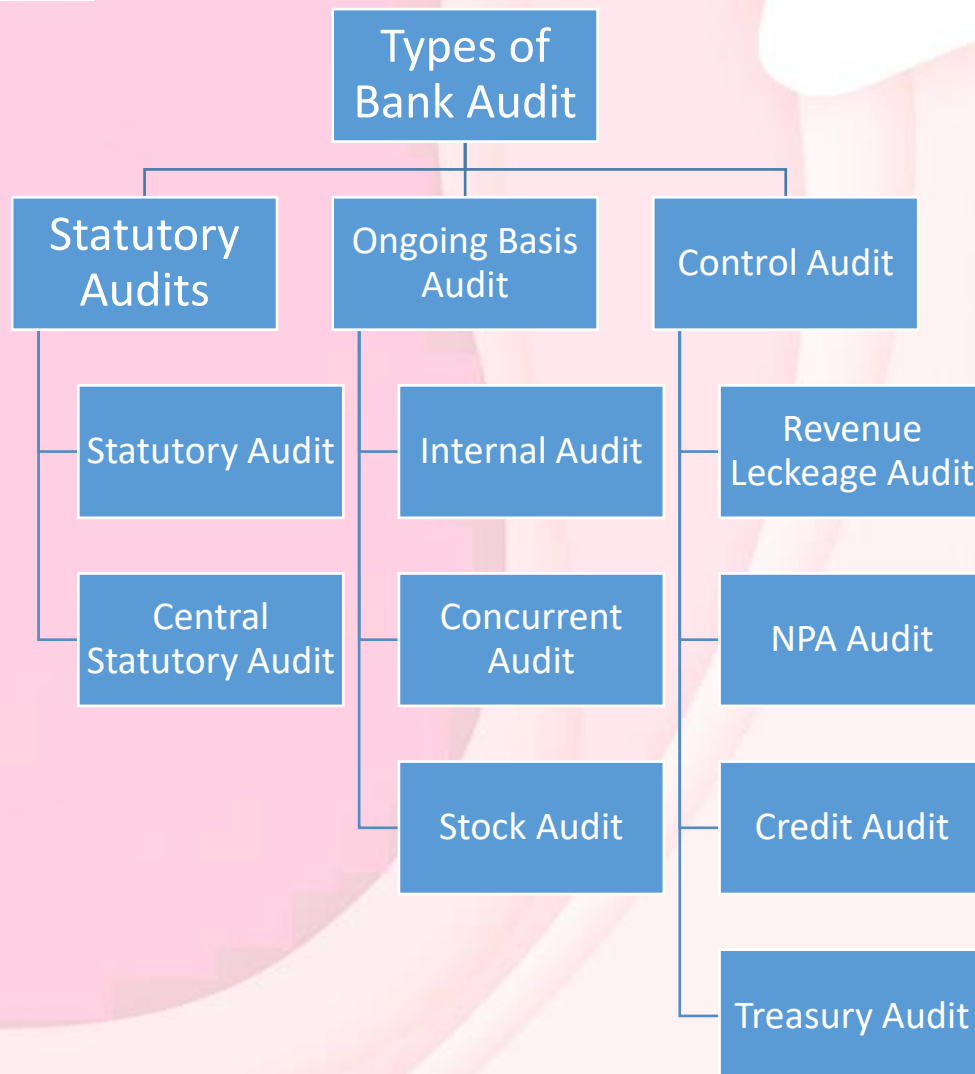 Types of
Bank Audit
Statutory
Audits
Ongoing Basis
Audit
Control Audit
Statutory Audit
Internal Audit
Revenue
Leckeage Audit
Central
Statutory Audit
Concurrent
Audit
NPA Audit
Stock Audit
Credit Audit
Treasury Audit